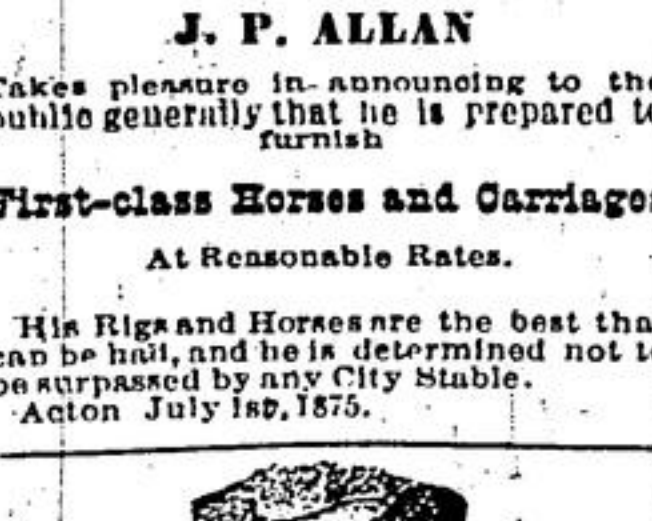 J. P. ALLAN
Takes pleasure in announcing to the
public generally that he is prepared to
furnish
First-class Horses and Carriages
At Reasonable Rates.
His Rigs and Horses are the best that
can be had, and he is determined not to
be surpassed by any City Stable.
Acton July 1st, 1875.